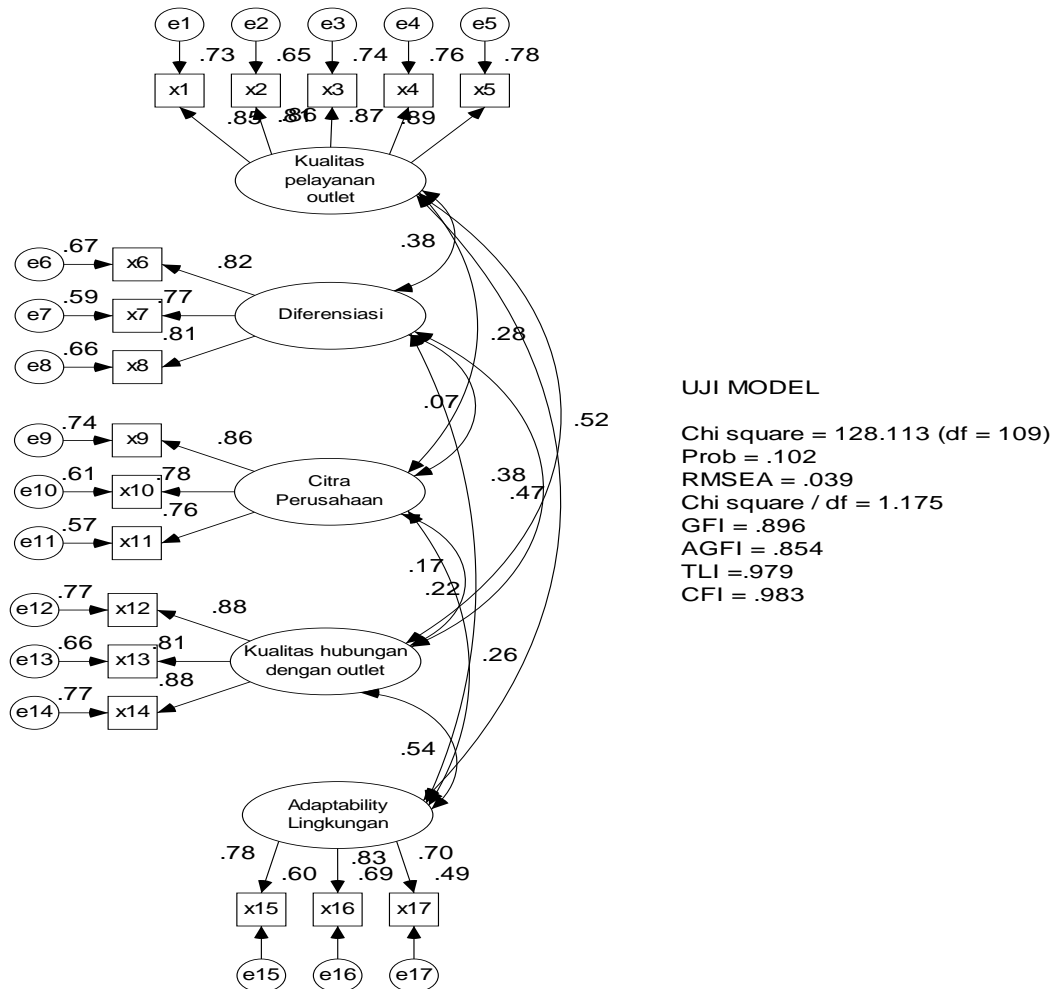 e1 e2 e3 e4 e5
.73 .65 .74 .76 .78
x1 x2 x3 x4 x5
.85 .81 .86 .87 .89
Kualitas
pelayanan
outlet
.38
.67
e6 x6 .82
.59 .77
e7 x7
Diferensiasi
.66 .81
e8 x8
.28
.07
.52
.74
e9 x9 .86
.61 .78
e10 x10
Citra
Perusahaan
.57 .76
e11 x11
.38
.47
.17
.22
.77
e12 x12 .88
.66 .81
e13 x13
Kualitas hubungan
dengan outlet
.77 .88
e14 x14
.26
.54
Adaptability
Lingkungan
.78 .83 .70
.60 .69 .49
x15 x16 x17
e15 e16 e17
UJI MODEL
Chi square = 128.113 (df = 109)
Prob = .102
RMSEA = .039
Chi square / df = 1.175
GFI = .896
AGFI = .854
TLI =.979
CFI = .983